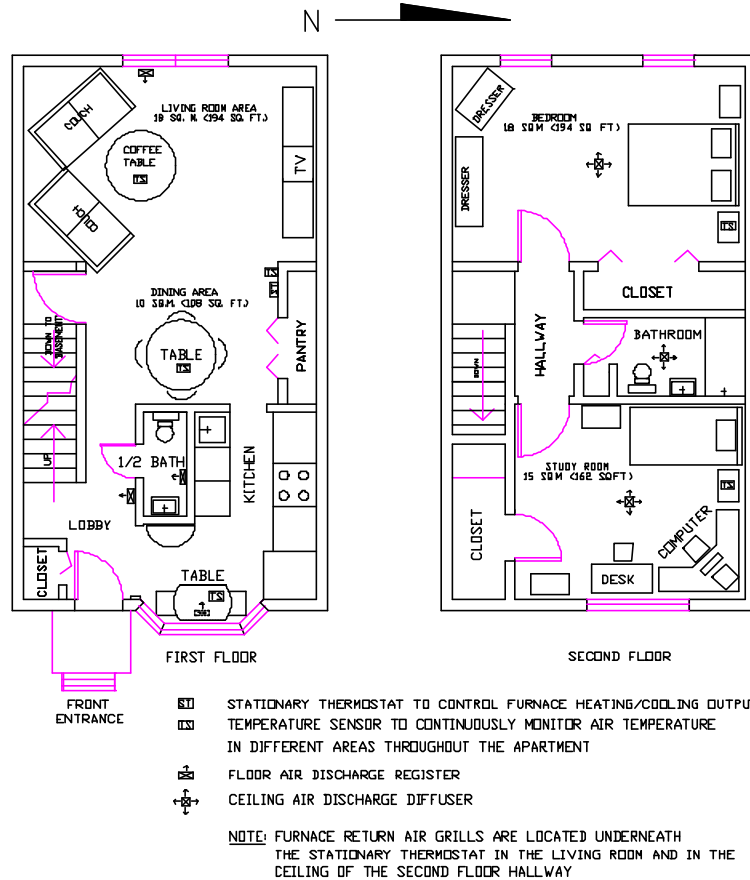 N
LIVING ROOM AREA
18 SQ. M. (194 SQ. FT.)
COUCH
COFFEE
TABLE
TS
COUCH
TV
TS
ST
DINING AREA
10 SQ.M (108 SQ. FT.)
DOWN TO
BASEMENT
TABLE
TS
PANTRY
UP
1/2 BATH
KITCHEN
LOBBY
CLOSET
TABLE
TS
FIRST FLOOR
FRONT
ENTRANCE
DRESSER
BEDROOM
18 SQ.M (194 SQ FT)
DRESSER
TS
CLOSET
HALLWAY
BATHROOM
DOWN
STUDY ROOM
15 SQ.M (162 SQFT)
TS
CLOSET
COMPUTER
DESK
SECOND FLOOR
ST STATIONARY THERMOSTAT TO CONTROL FURNACE HEATING/COOLING OUTPU
TS TEMPERATURE SENSOR TO CONTINUOUSLY MONITOR AIR TEMPERATURE
IN DIFFERENT AREAS THROUGHOUT THE APARTMENT
FLOOR AIR DISCHARGE REGISTER
CEILING AIR DISCHARGE DIFFUSER
NOTE: FURNACE RETURN AIR GRILLS ARE LOCATED UNDERNEATH
THE STATIONARY THERMOSTAT IN THE LIVING ROOM AND IN THE
CEILING OF THE SECOND FLOOR HALLWAY